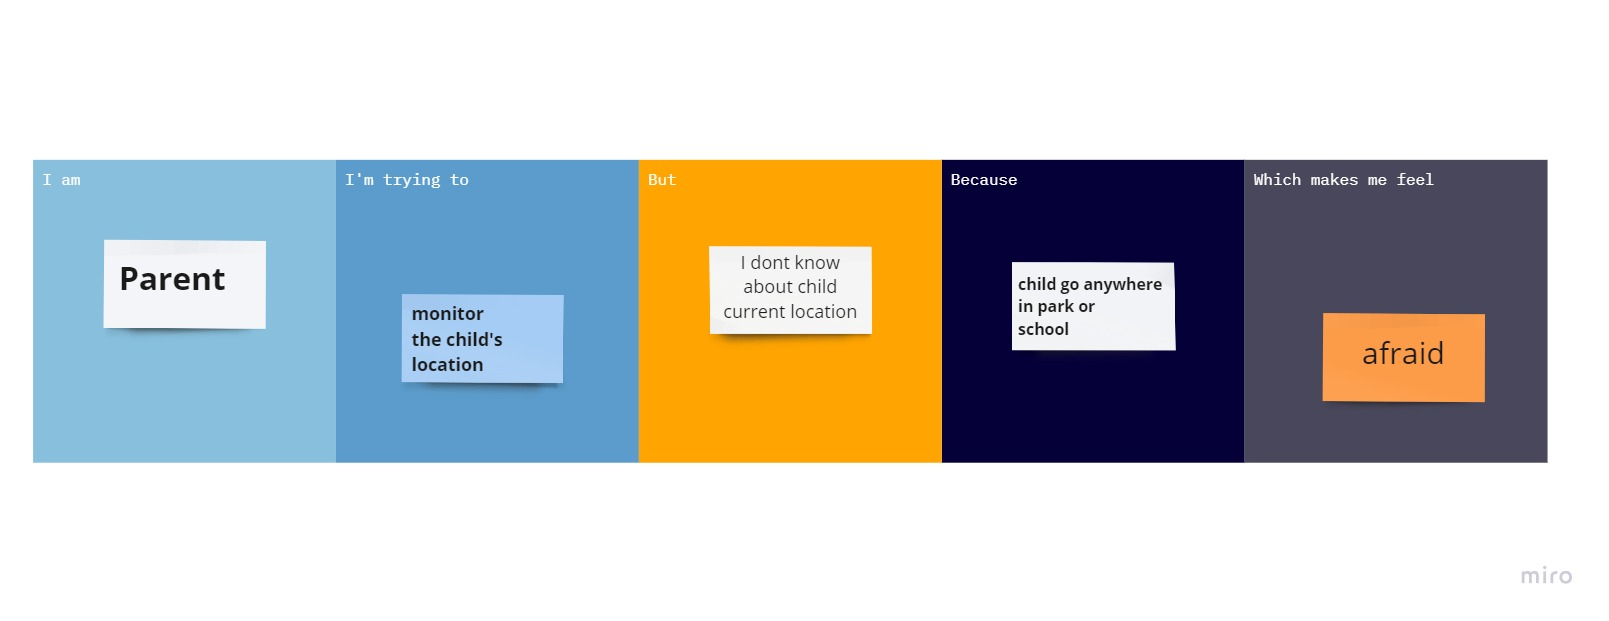 I am
Parent
I'm trying to
monitor
the child's
location
But
I dont know
about child
current location
Because
child go anywhere
in park or
school
Which makes me feel
afraid
miro